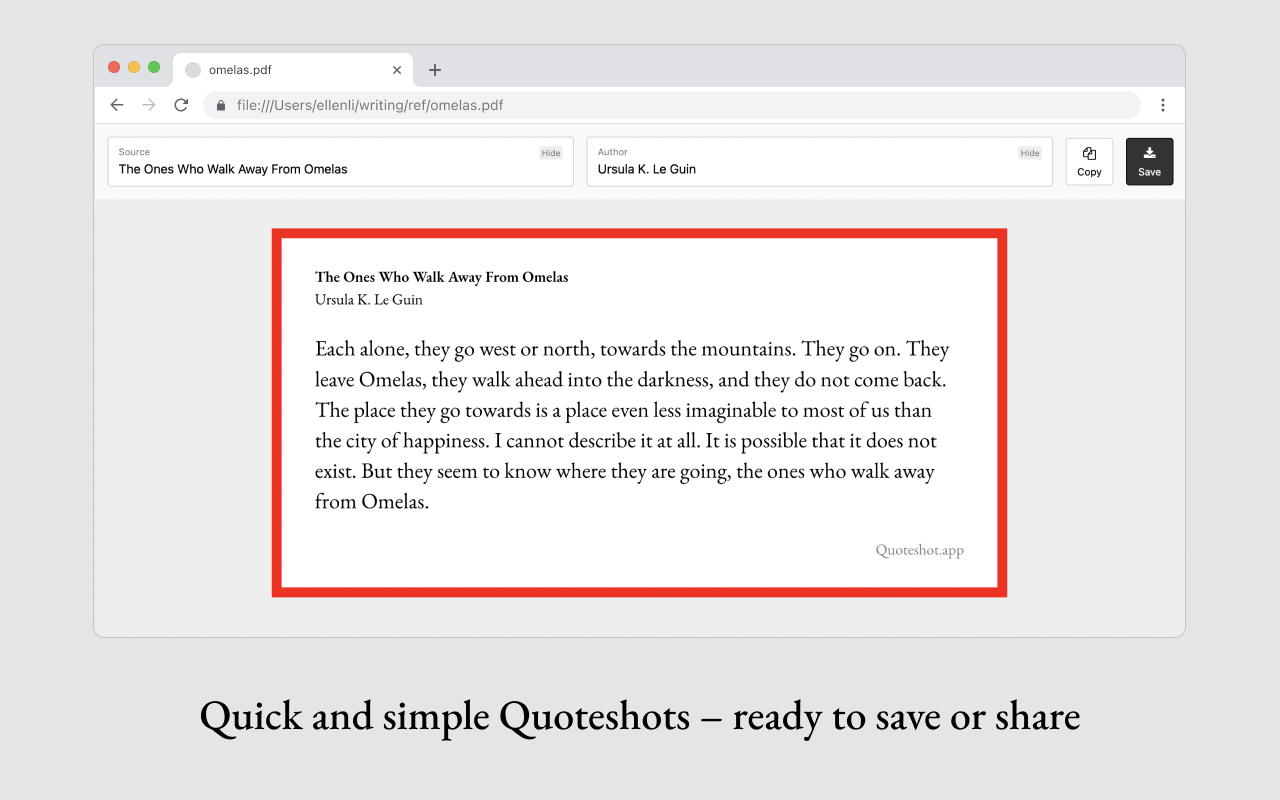 omelas.pdf
file:///Users/ellenli/writing/ref/omelas.pdf
Source
Hide
The Ones Who Walk Away From Omelas
Author
Hide
Ursula K. Le Guin
Copy
Save
The Ones Who Walk Away From Omelas
Ursula K. Le Guin
Each alone, they go west or north, towards the mountains. They go on. They
leave Omelas, they walk ahead into the darkness, and they do not come back.
The place they go towards is a place even less imaginable to most of us than
the city of happiness. I cannot describe it at all. It is possible that it does not
exist. But they seem to know where they are going, the ones who walk away
from Omelas.
Quoteshot.app
Quick and simple Quoteshots – ready to save or share